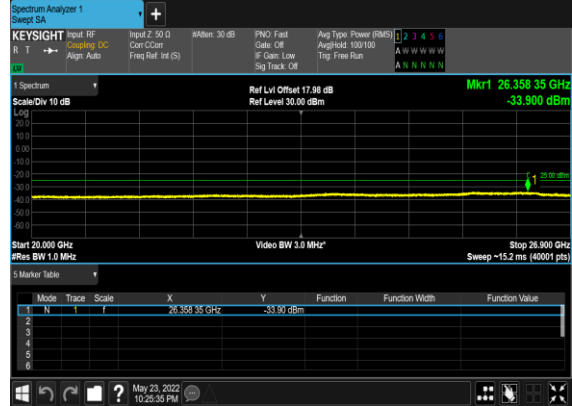 Spectrum Analyzer 1
Swept SA
+
KEYSIGHT
R T
Input: RF
Coupling: DC
Align: Auto
Input Z: 50 Ω
Corr CCorr
Freq Ref: Int (S)
#Atten: 30 dB
PNO: Fast
Gate: Off
IF Gain: Low
Sig Track: Off
Avg Type: Power (RMS)
Avg|Hold: 100/100
Trig: Free Run
1 2 3 4 5 6
A W W W W W
A N N N N N
1 Spectrum
Scale/Div 10 dB
Ref Lvl Offset 17.98 dB
Ref Level 30.00 dBm
Mkr1 26.358 35 GHz
-33.900 dBm
Log
20.0
10.0
0.00
-10.0
-20.0
-30.0
-40.0
-50.0
-60.0
1
Start 20.000 GHz
#Res BW 1.0 MHz
Video BW 3.0 MHz*
Stop 26.900 GHz
Sweep ~15.2 ms (40001 pts)
5 Marker Table
Mode Trace Scale X Y Function Function Width Function Value
1 N 1 f 26.358 35 GHz -33.90 dBm
2
3
4
5
6
?
May 23, 2022
10:25:35 PM